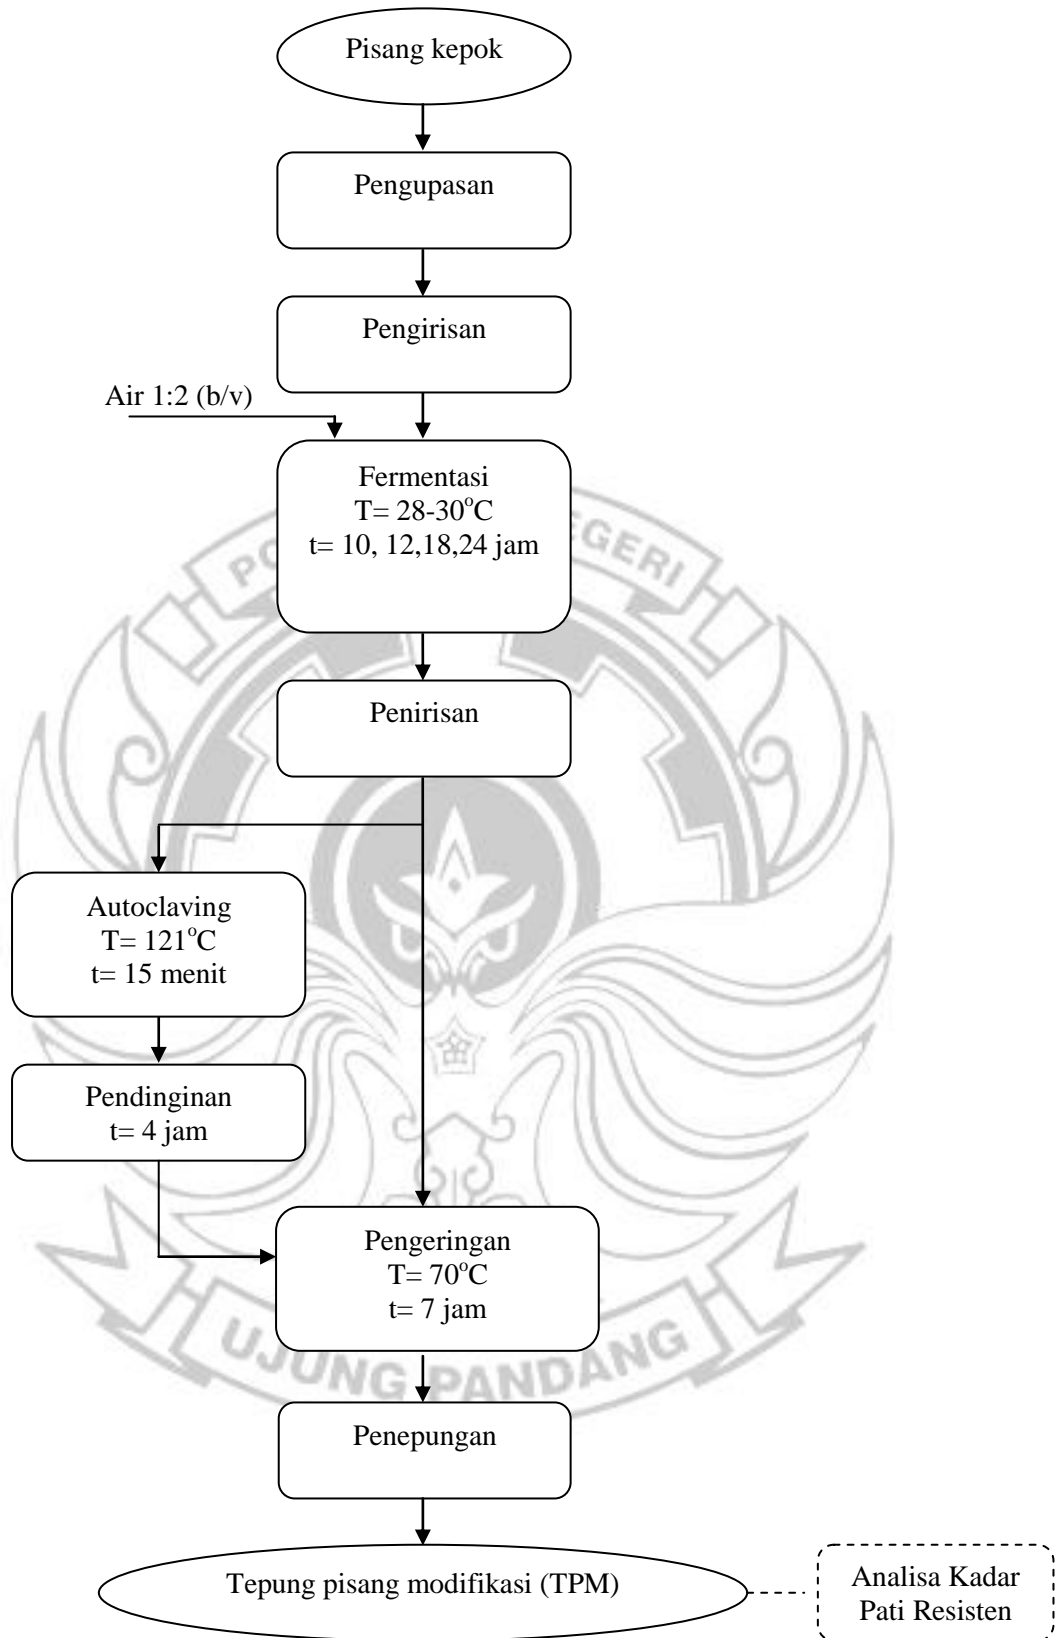 Pisang kepok
Pengupasan
Pengirisan
Air 1:2 (b/v)
Fermentasi
T= 28-30°C
t= 10, 12,18,24 jam
Penirisan
Autoclaving
T= 121°C
t= 15 menit
Pendinginan
t= 4 jam
Pengeringan
T= 70°C
t= 7 jam
UJUNG PANDANG
Penepungan
Tepung pisang modifikasi (TPM)
Analisa Kadar
Pati Resisten